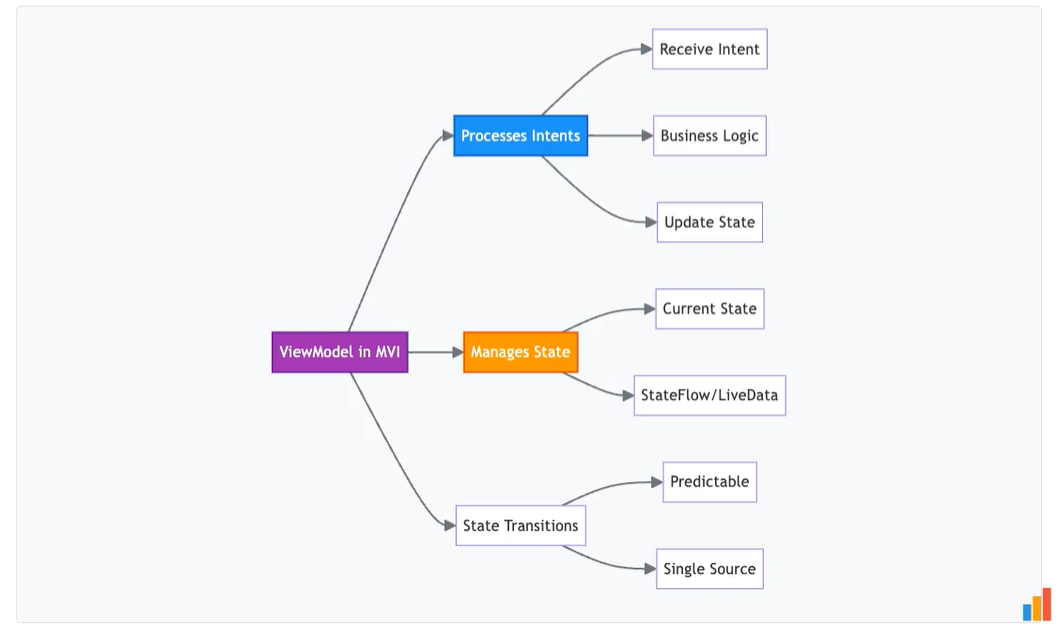 ViewModel in MVI
Processes Intents
Receive Intent
Business Logic
Update State
Manages State
Current State
StateFlow/LiveData
State Transitions
Predictable
Single Source